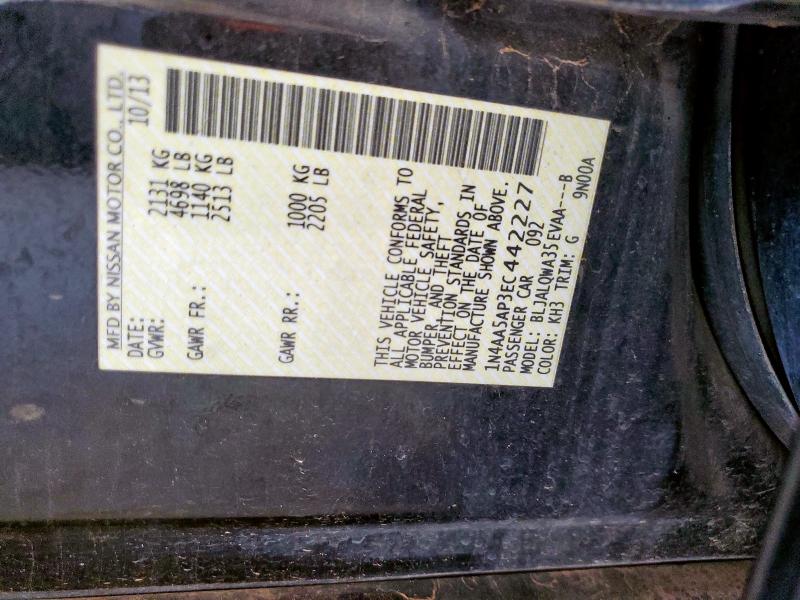 MFD BY NISSAN MOTOR CO., LTD.
DATE: 10/13
GVWR: 2131 KG
4698 LB
GAWR FR.: 1140 KG
2513 LB
GAWR RR.: 1000 KG
2205 LB
THIS VEHICLE CONFORMS TO
ALL APPLICABLE FEDERAL
MOTOR VEHICLE SAFETY,
BUMPER, AND THEFT
PREVENTION STANDARDS IN
EFFECT ON THE DATE OF
MANUFACTURE SHOWN ABOVE.
1N4AA5AP3EC442227
PASSENGER CAR 092
MODEL: BLJALQWA35EVAA---B
COLOR: KH3 TRIM: G 9N00A